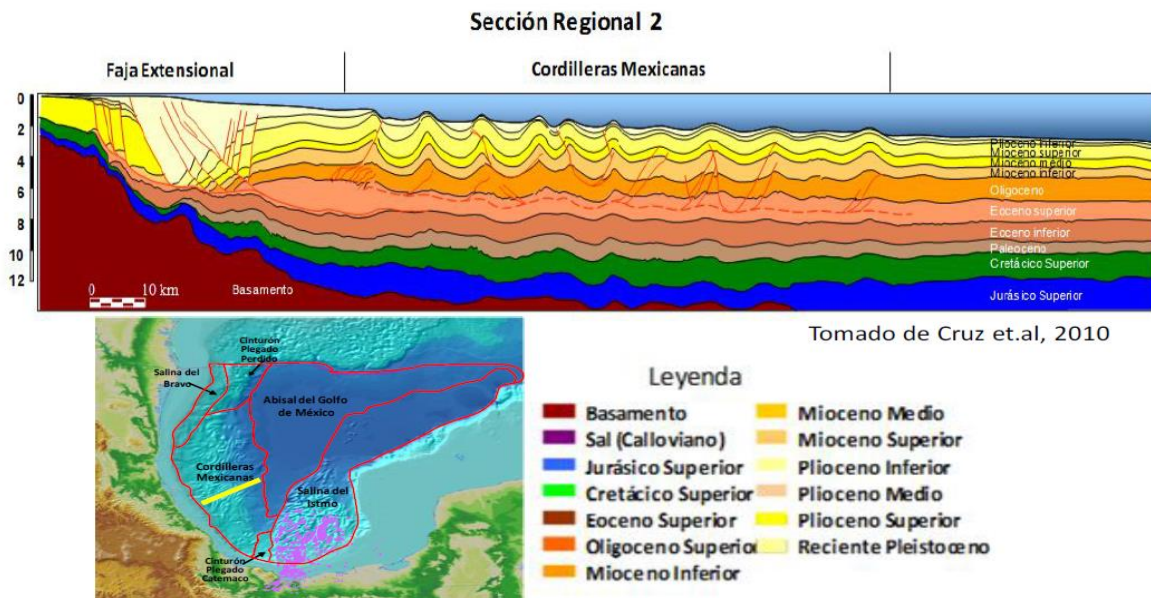 Sección Regional 2
Faja Extensional
Cordilleras Mexicanas
0
2
4
6
8
10
12
0 10 km
Basamento
Plioceno inferior
Mioceno superior
Mioceno medio
Mioceno inferior
Oligoceno
Eoceno superior
Eoceno inferior
Paleoceno
Cretácico Superior
Jurásico Superior
Tomado de Cruz et.al, 2010
Cinturón
Plegado
Perdido
Salina del
Bravo
Abisal del Golfo
de México
Cordilleras
Mexicanas
Salina del
Istmo
Cinturón
Plegado
Catemaco
Leyenda
Basamento
Sal (Calloviano)
Jurásico Superior
Cretácico Superior
Eoceno Superior
Oligoceno Superior
Mioceno Inferior
Mioceno Medio
Mioceno Superior
Plioceno Inferior
Plioceno Medio
Plioceno Superior
Reciente Pleistoceno